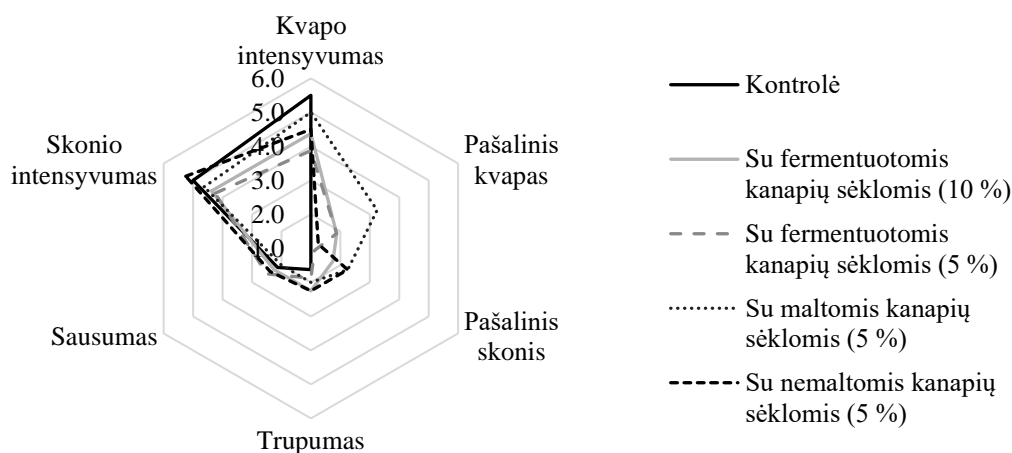 Kvapo
intensyvumas
6.0
5.0
4.0
3.0
2.0
.0
Pašalinis
kvapas
Pašalinis
skonis
Trupumas
Sausumas
Skonio
intensyvumas
Kontrolė
Su fermentuotomis
kanapių sėklomis (10 %)
Su fermentuotomis
kanapių sėklomis (5 %)
Su maltomis kanapių
sėklomis (5 %)
Su nemaltomis kanapių
sėklomis (5 %)